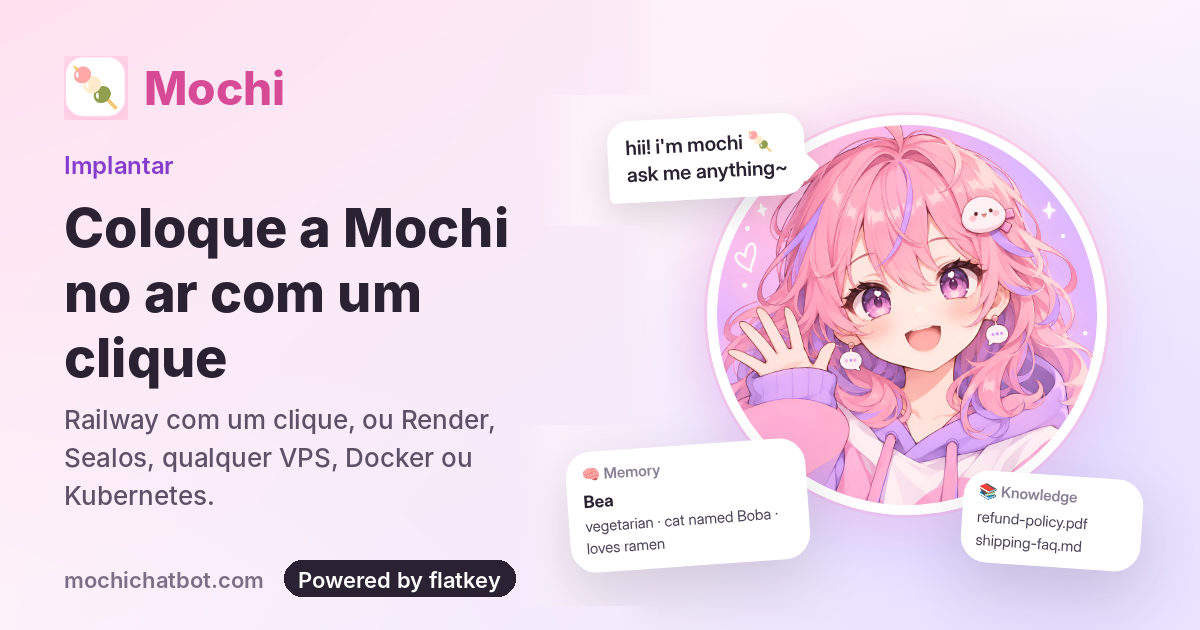 Mochi
Implantar
Coloque a Mochi
no ar com um
clique
Railway com um clique, ou Render,
Sealos, qualquer VPS, Docker ou
Kubernetes.
mochichatbot.com
Powered by flatkey
hii! i'm mochi 🍡
ask me anything~
🧠 Memory
Bea
vegetarian · cat named Boba ·
loves ramen
📚 Knowledge
refund-policy.pdf
shipping-faq.md